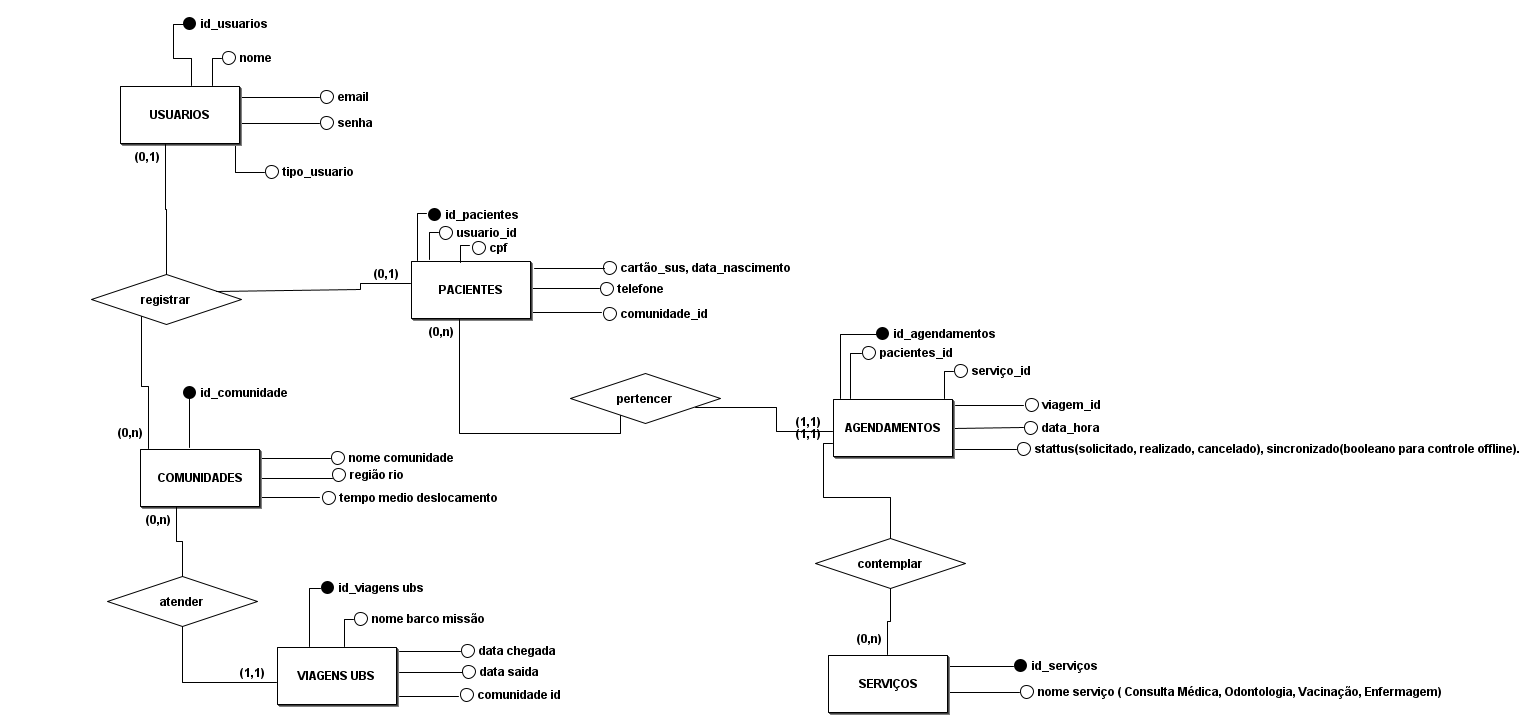 id_usuarios
nome
USUARIOS
email
senha
(0,1)
tipo_usuario
id_pacientes
usuario_id
cpf
(0,1)
PACIENTES
cartão_sus, data_nascimento
telefone
comunidade_id
registrar
(0,n)
id_agendamentos
pacientes_id
serviço_id
pertencer
(1,1)
(1,1)
AGENDAMENTOS
viagem_id
data_hora
stattus(solicitado, realizado, cancelado), sincronizado(booleano para controle offline).
id_comunidade
(0,n)
COMUNIDADES
nome comunidade
região rio
tempo medio deslocamento
(0,n)
contemplar
atender
id_viagens ubs
nome barco missão
(1,1)
VIAGENS UBS
data chegada
data saida
comunidade id
(0,n)
SERVIÇOS
id_serviços
nome serviço ( Consulta Médica, Odontologia, Vacinação, Enfermagem)